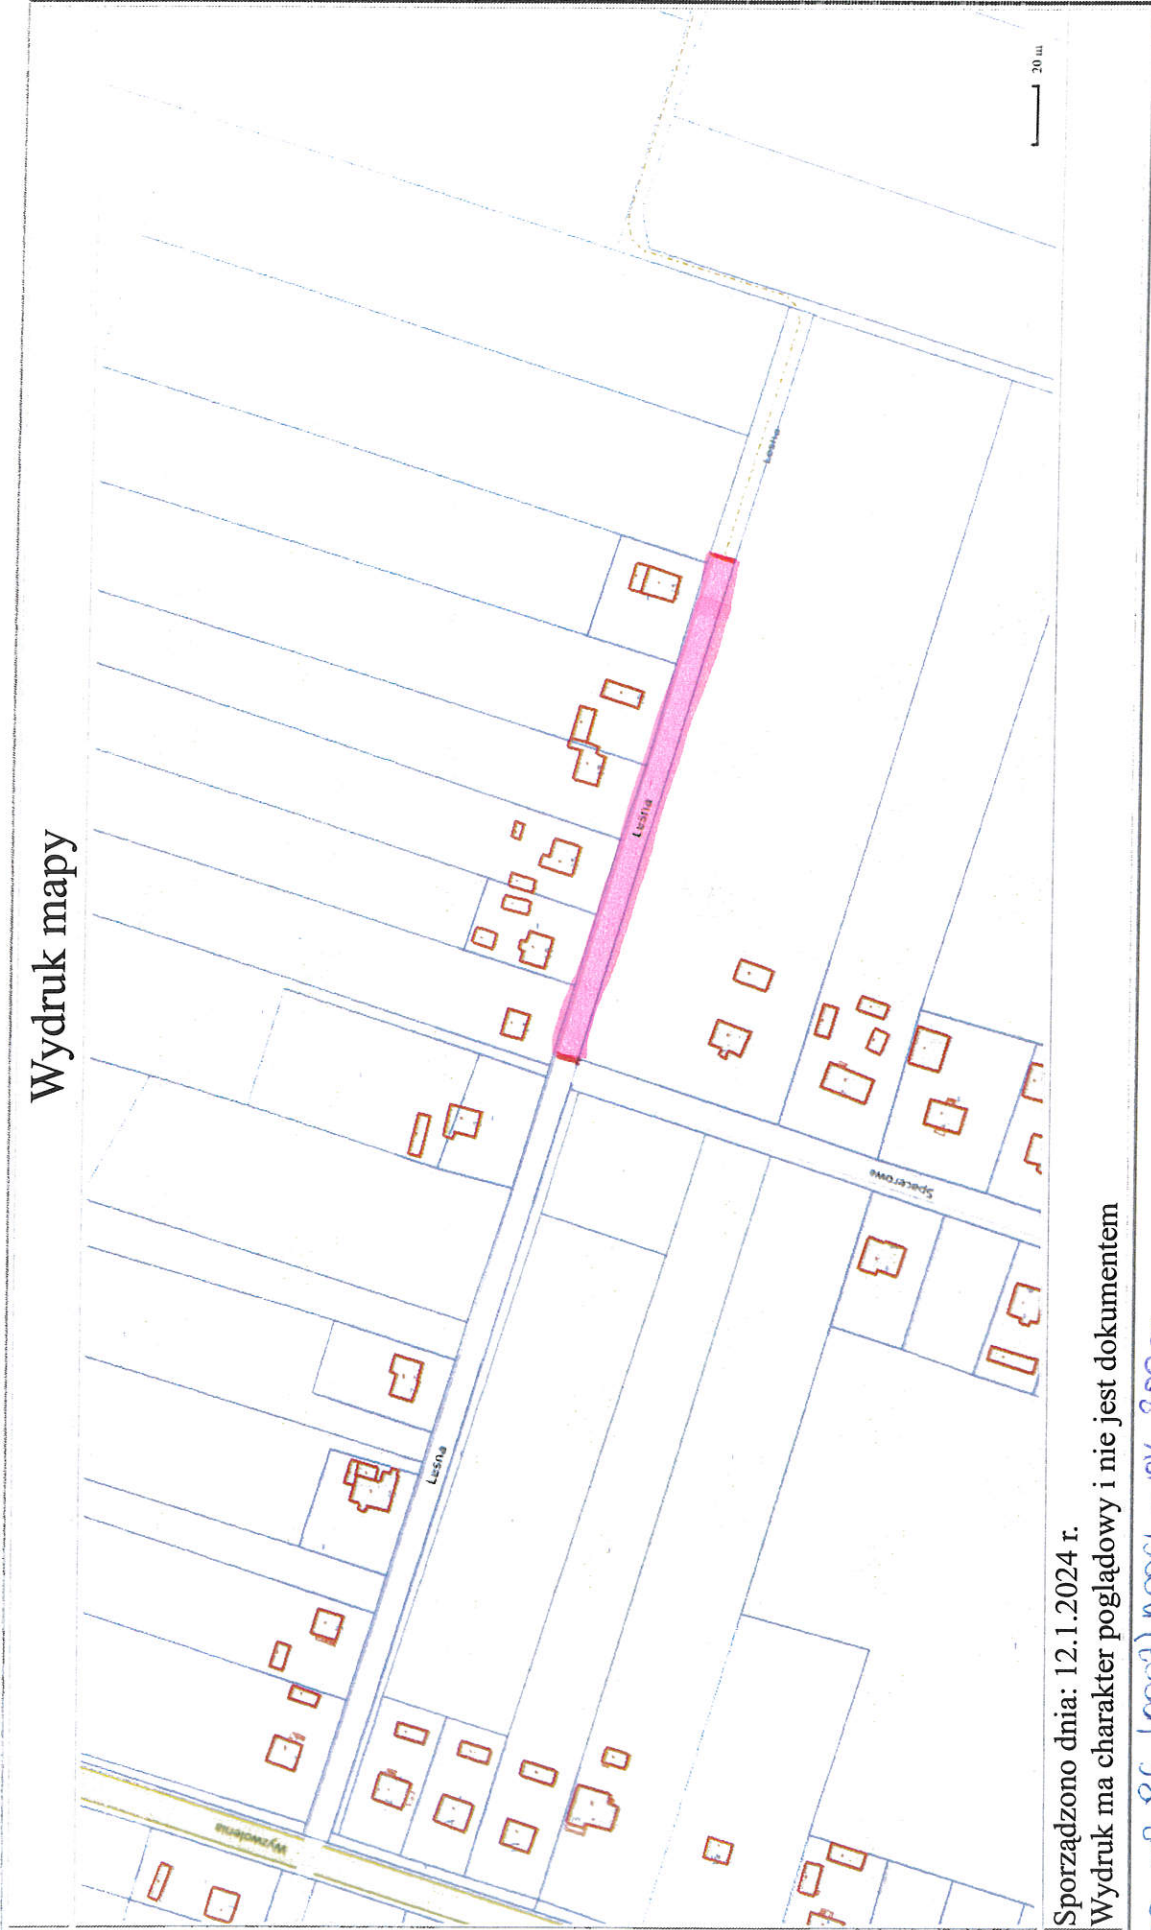 Wydruk mapy
20 m
Leśna
Leśna
Leśna
Spacerowa
Wyzwolenia
Sporządzono dnia: 12.1.2024 r.
Wydruk ma charakter poglądowy i nie jest dokumentem